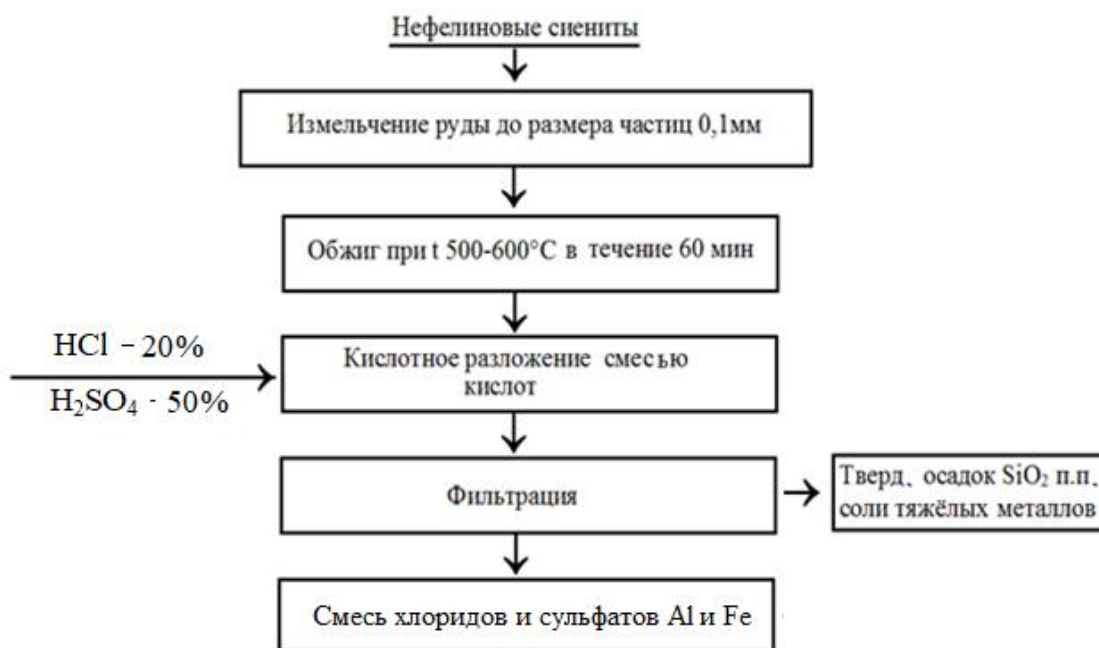 Нефелиновые сиениты
Измельчение руды до размера частиц 0,1мм
Обжиг при t 500-600°С в течение 60 мин
HCl – 20%
H₂SO₄ - 50%
Кислотное разложение смесью
кислот
Фильтрация
Тверд. осадок SiO₂ п.п.
соли тяжёлых металлов
Смесь хлоридов и сульфатов Al и Fe